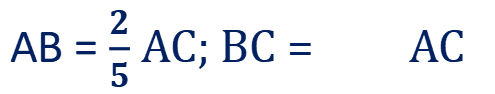 AB = 2/5 AC; BC = AC